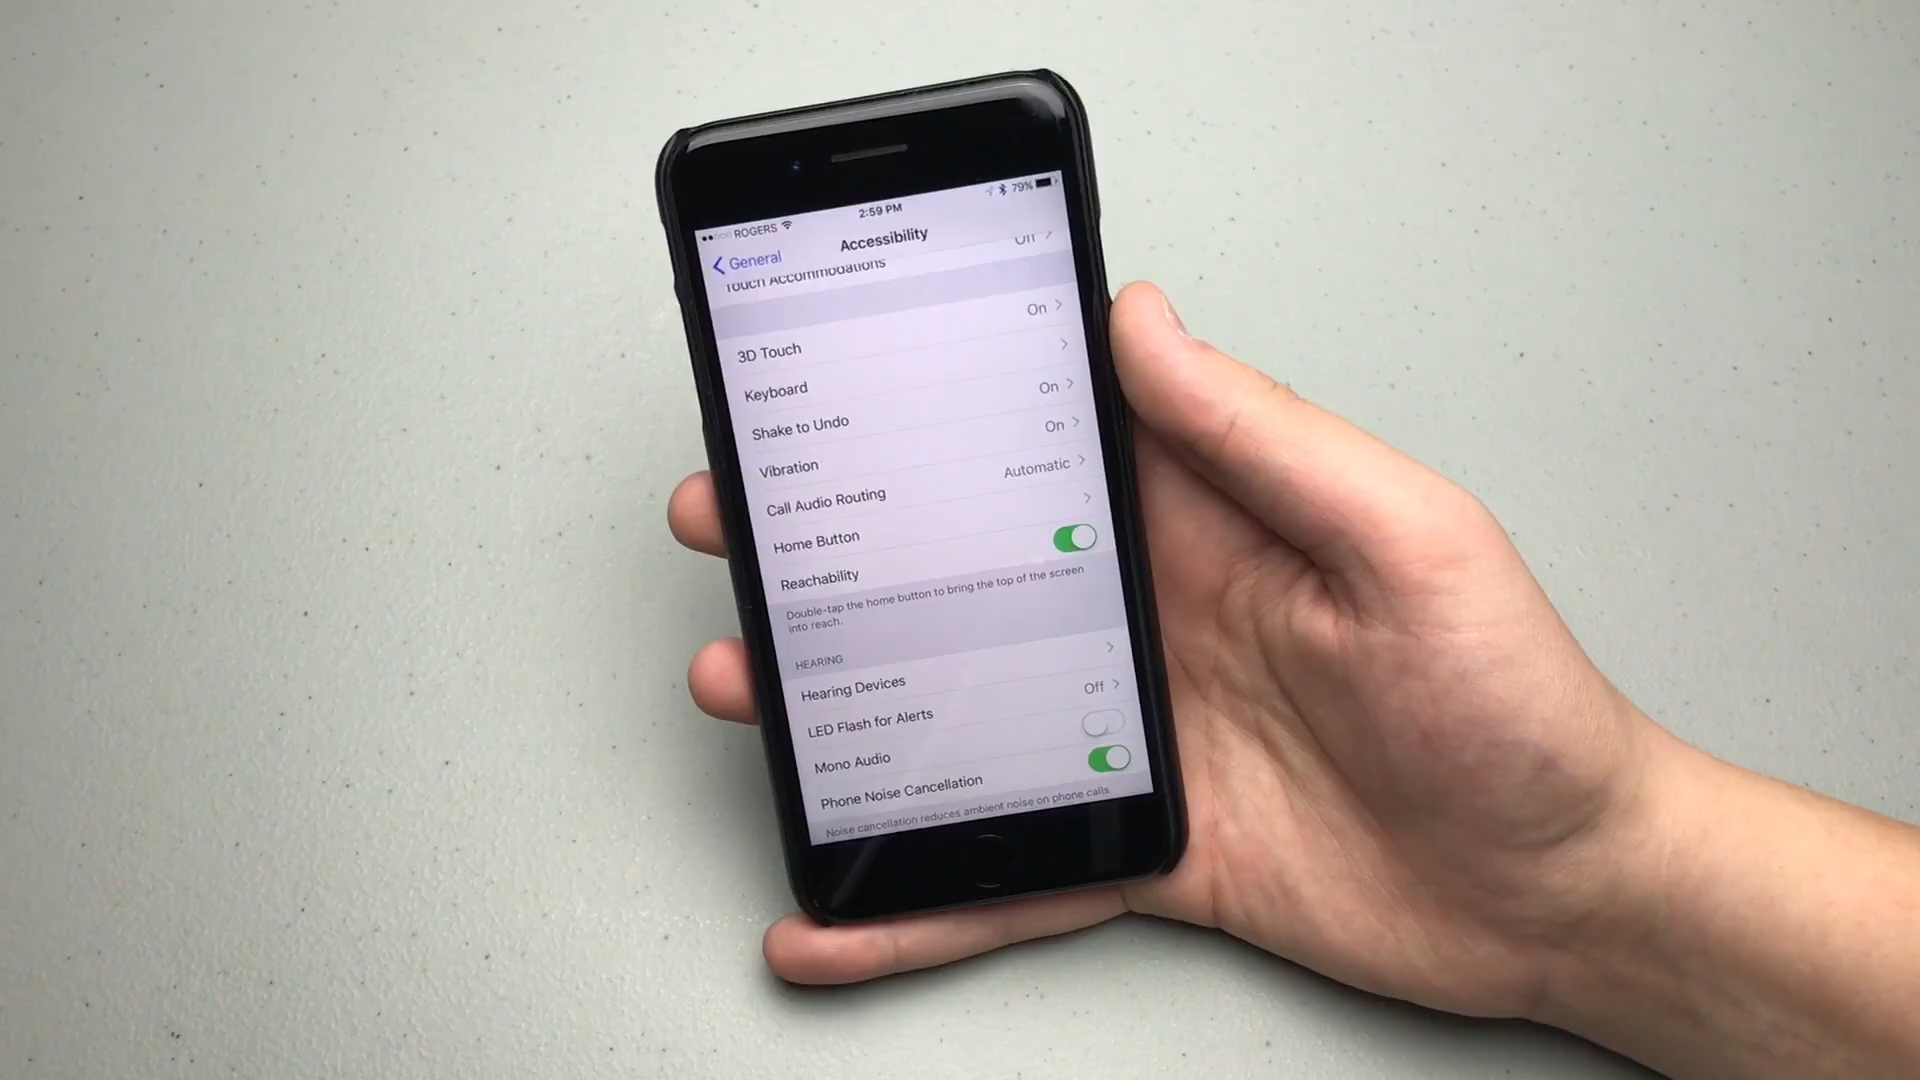 ROGERS 2:59 PM 79%
General Accessibility
Touch Accommodations Off
3D Touch On
Keyboard
Shake to Undo On
Vibration On
Call Audio Routing Automatic
Home Button
Reachability
Double-tap the home button to bring the top of the screen
into reach.
HEARING
Hearing Devices
LED Flash for Alerts Off
Mono Audio
Phone Noise Cancellation
Noise cancellation reduces ambient noise on phone calls